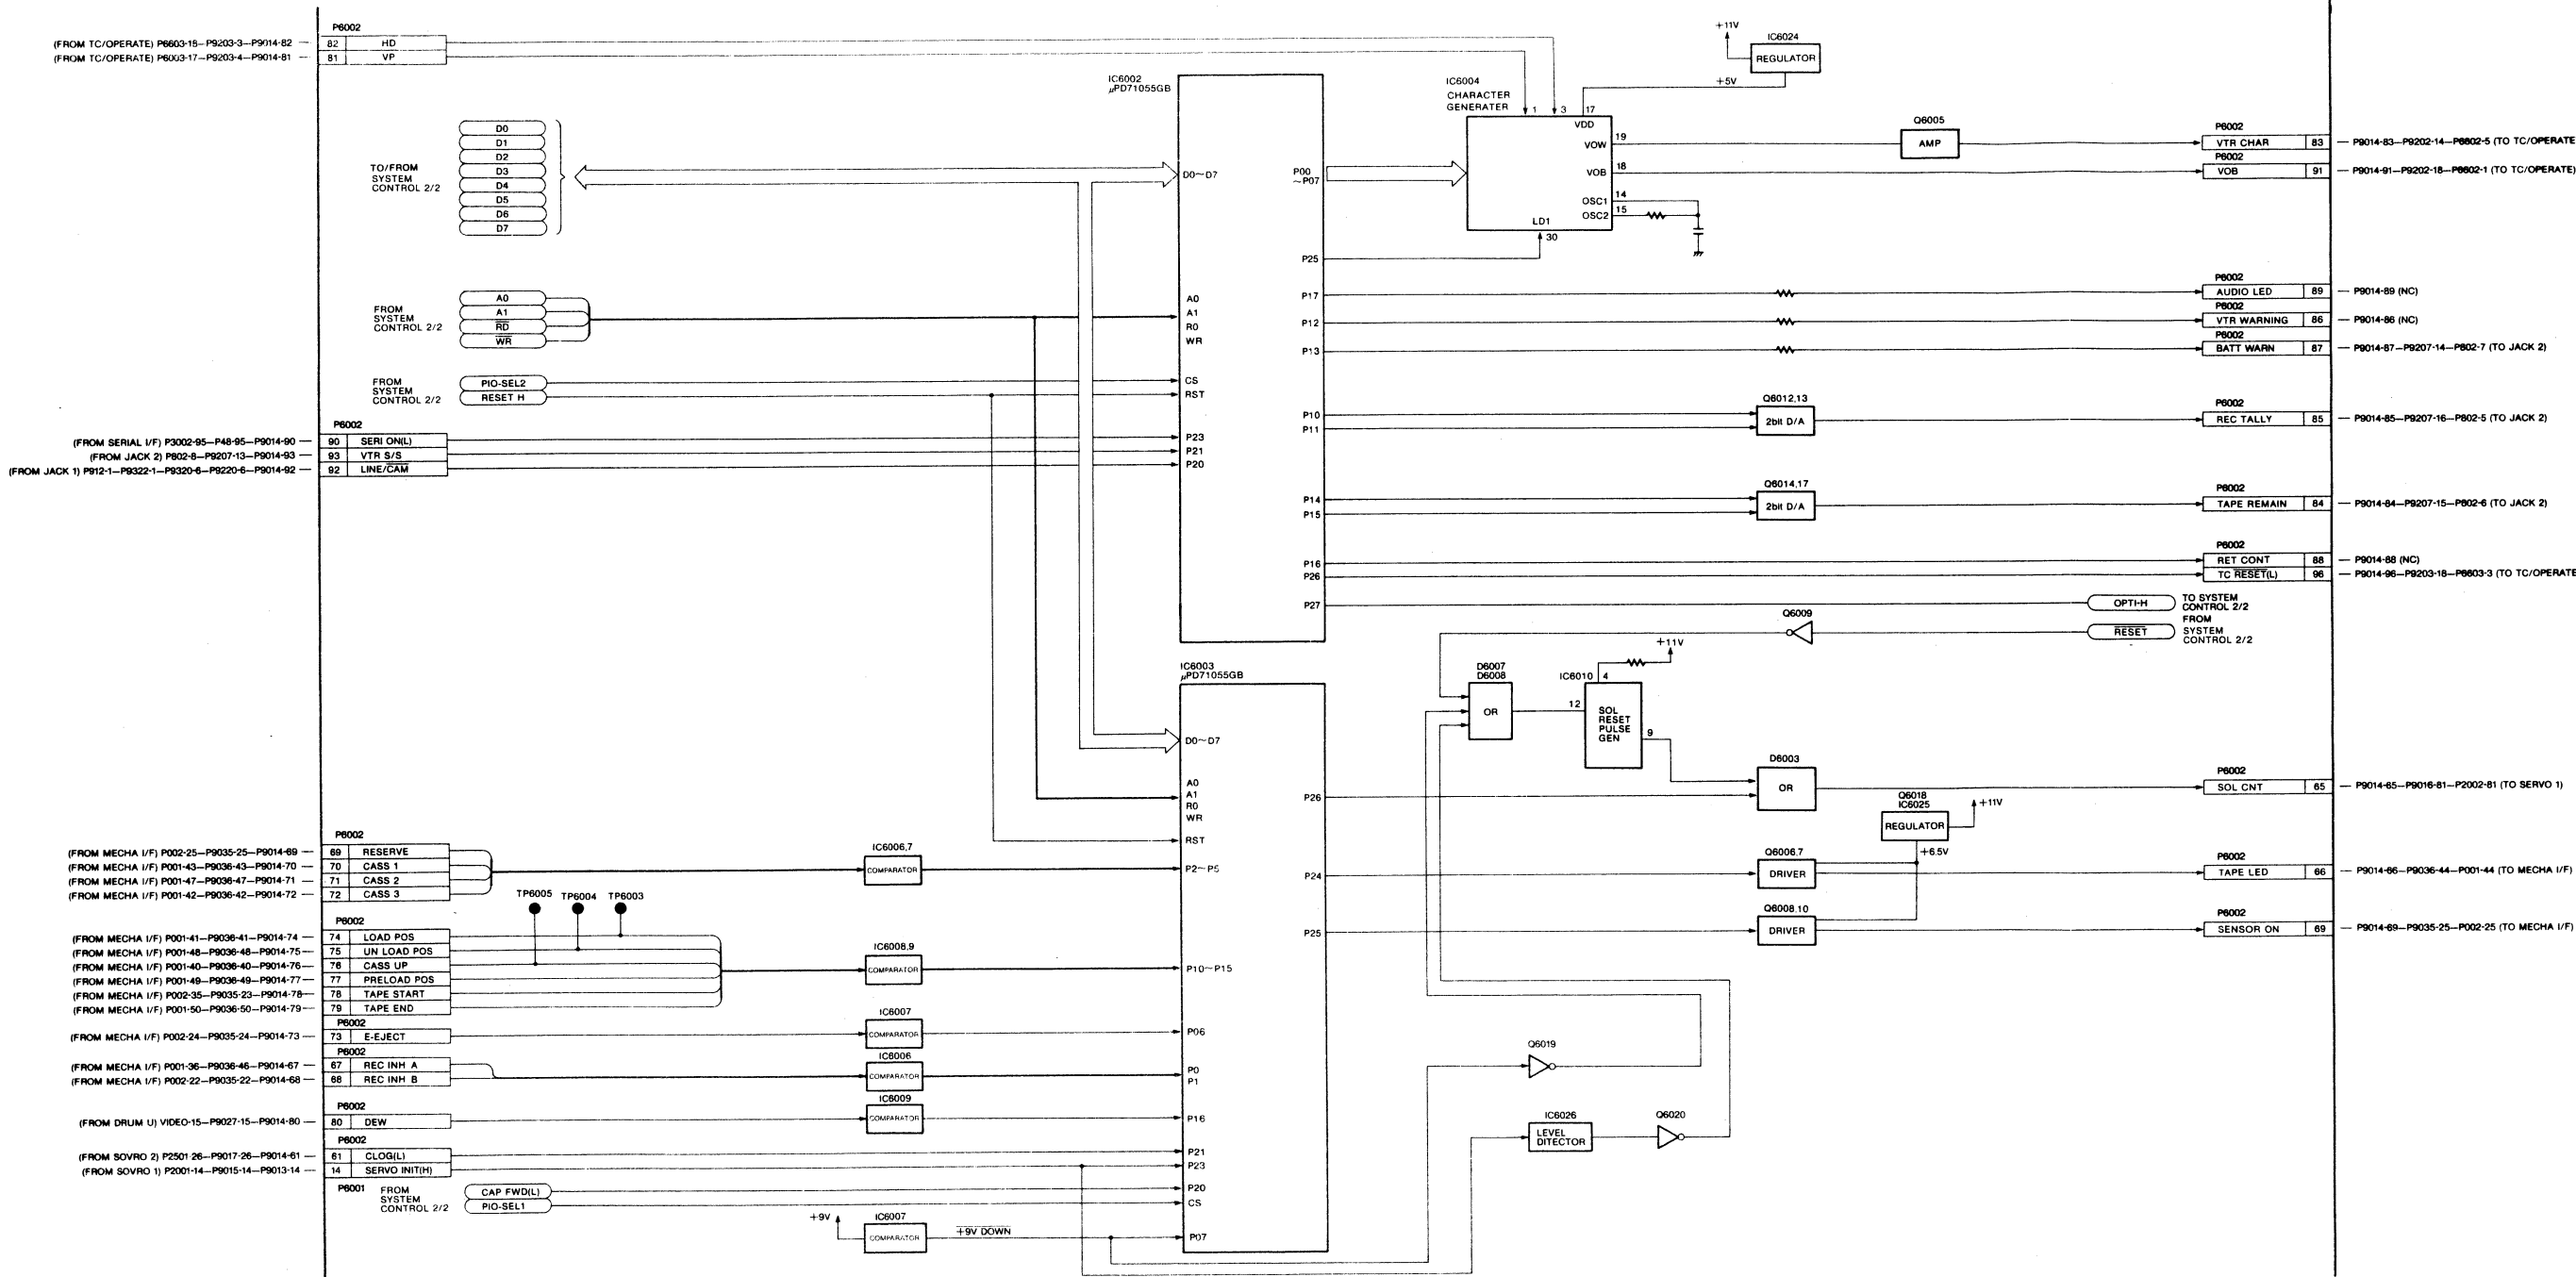 P6002
(FROM TC/OPERATE) P6603-18—P9203-3—P9014-82 — 82 HD
(FROM TC/OPERATE) P6003-17—P9203-4—P9014-81 — 81 VP
+11V
IC6024
REGULATOR
+5V
IC6002
μPD71055GB
IC6004
CHARACTER
GENERATER
1 3 17
VDD
VOW 19
VOB 18
OSC1 14
OSC2 15
LD1
30
Q6005
AMP
P6002
VTR CHAR 83 — P9014-83—P9202-14—P6602-5 (TO TC/OPERATE
P6002
VOB 91 — P9014-91—P9202-18—P6602-1 (TO TC/OPERATE)
TO/FROM
SYSTEM
CONTROL 2/2
D0
D1
D2
D3
D4
D5
D6
D7
D0~D7
P00
~P07
P25
FROM
SYSTEM
CONTROL 2/2
A0
A1
RD
WR
A0
A1
R0
WR
P17
P12
P13
P6002
AUDIO LED 89 — P9014-89 (NC)
P6002
VTR WARNING 86 — P9014-86 (NC)
P6002
BATT WARN 87 — P9014-87—P9207-14—P802-7 (TO JACK 2)
FROM
SYSTEM
CONTROL 2/2
PIO-SEL2
RESET H
CS
RST
P6002
(FROM SERIAL I/F) P3002-95—P48-95—P9014-90 — 90 SERI ON(L)
(FROM JACK 2) P802-8—P9207-13—P9014-93 — 93 VTR S/S
(FROM JACK 1) P912-1—P9322-1—P9320-6—P9220-6—P9014-92 — 92 LINE/CAM
P23
P21
P20
P10
P11
Q6012,13
2bit D/A
P6002
REC TALLY 85 — P9014-85—P9207-16—P802-5 (TO JACK 2)
P14
P15
Q6014,17
2bit D/A
P6002
TAPE REMAIN 84 — P9014-84—P9207-15—P802-6 (TO JACK 2)
P16
P26
P27
P6002
RET CONT 88 — P9014-88 (NC)
TC RESET(L) 96 — P9014-96—P9203-18—P6603-3 (TO TC/OPERATE
OPTI-H
TO SYSTEM
CONTROL 2/2
Q6009
RESET
FROM
SYSTEM
CONTROL 2/2
IC6003
μPD71055GB
D6007
D6008
OR
+11V
IC6010 4
12
SOL
RESET
PULSE
GEN
9
D0~D7
A0
A1
R0
WR
RST
P26
D6003
OR
P6002
SOL CNT 65 — P9014-65—P9016-81—P2002-81 (TO SERVO 1)
Q6018
IC6025
REGULATOR
+11V
+6.5V
P6002
(FROM MECHA I/F) P002-25—P9035-25—P9014-69 — 69 RESERVE
(FROM MECHA I/F) P001-43—P9036-43—P9014-70 — 70 CASS 1
(FROM MECHA I/F) P001-47—P9036-47—P9014-71 — 71 CASS 2
(FROM MECHA I/F) P001-42—P9036-42—P9014-72 — 72 CASS 3
IC6006,7
COMPARATOR
P2~P5
P24
Q6006,7
DRIVER
P6002
TAPE LED 66 — P9014-66—P9036-44—P001-44 (TO MECHA I/F)
TP6005 TP6004 TP6003
P6002
(FROM MECHA I/F) P001-41—P9036-41—P9014-74 — 74 LOAD POS
(FROM MECHA I/F) P001-48—P9036-48—P9014-75 — 75 UN LOAD POS
(FROM MECHA I/F) P001-40—P9036-40—P9014-76 — 76 CASS UP
(FROM MECHA I/F) P001-49—P9036-49—P9014-77 — 77 PRELOAD POS
(FROM MECHA I/F) P002-35—P9035-23—P9014-78— 78 TAPE START
(FROM MECHA I/F) P001-50—P9036-50—P9014-79— 79 TAPE END
IC6008,9
COMPARATOR
P10~P15
P25
Q6008,10
DRIVER
P6002
SENSOR ON 69 — P9014-69—P9035-25—P002-25 (TO MECHA I/F)
P6002
(FROM MECHA I/F) P002-24—P9035-24—P9014-73 — 73 E-EJECT
IC6007
COMPARATOR
P06
P6002
(FROM MECHA I/F) P001-36—P9036-46—P9014-67 — 67 REC INH A
(FROM MECHA I/F) P002-22—P9035-22—P9014-68 — 68 REC INH B
IC6006
COMPARATOR
P0
P1
Q6019
P6002
(FROM DRUM U) VIDEO-15—P9027-15—P9014-80 — 80 DEW
IC6009
COMPARATOR
P16
IC6026
LEVEL
DITECTOR
Q6020
P6002
(FROM SOVRO 2) P2501 26—P9017-26—P9014-61 — 61 CLOG(L)
(FROM SOVRO 1) P2001-14—P9015-14—P9013-14 — 14 SERVO INIT(H)
P21
P23
P6001
FROM
SYSTEM
CONTROL 2/2
CAP FWD(L)
PIO-SEL1
P20
CS
+9V
IC6007
COMPARATOR
+9V DOWN
P07